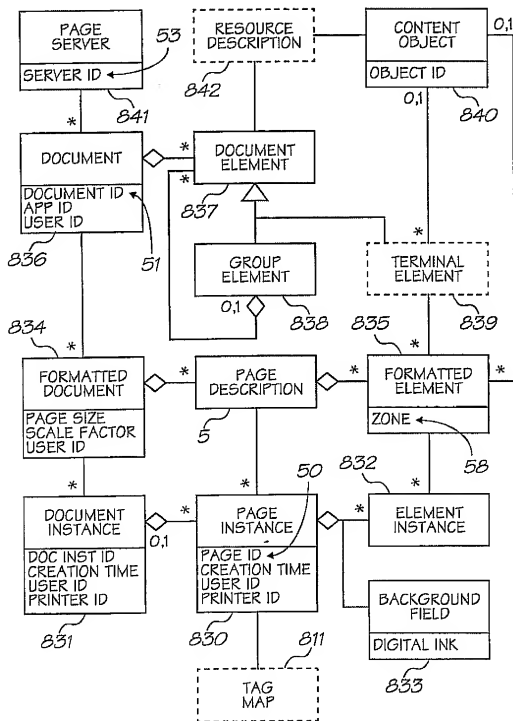 PAGE
SERVER
SERVER ID
53
841
*
RESOURCE
DESCRIPTION
842
CONTENT
OBJECT
OBJECT ID
0,1
0,1
840
DOCUMENT
DOCUMENT ID
APP ID
USER ID
51
836
*
*
DOCUMENT
ELEMENT
837
GROUP
ELEMENT
0,1
838
*
TERMINAL
ELEMENT
839
834
*
FORMATTED
DOCUMENT
PAGE SIZE
SCALE FACTOR
USER ID
*
PAGE
DESCRIPTION
5
835
*
*
FORMATTED
ELEMENT
*
ZONE
58
*
DOCUMENT
INSTANCE
0,1
DOC INST ID
CREATION TIME
USER ID
PRINTER ID
831
*
*
PAGE
INSTANCE
50
PAGE ID
CREATION TIME
USER ID
PRINTER ID
830
832
*
*
ELEMENT
INSTANCE
BACKGROUND
FIELD
DIGITAL INK
833
811
TAG
MAP